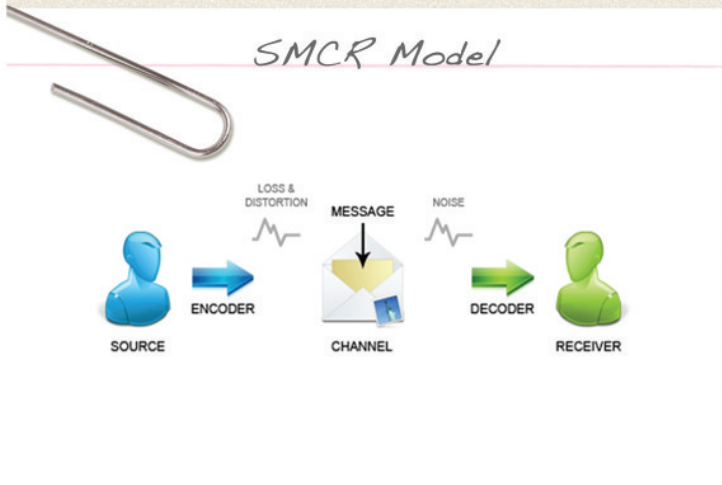 SMCR Model
LOSS &
DISTORTION
MESSAGE
NOISE
ENCODER
DECODER
SOURCE
CHANNEL
RECEIVER